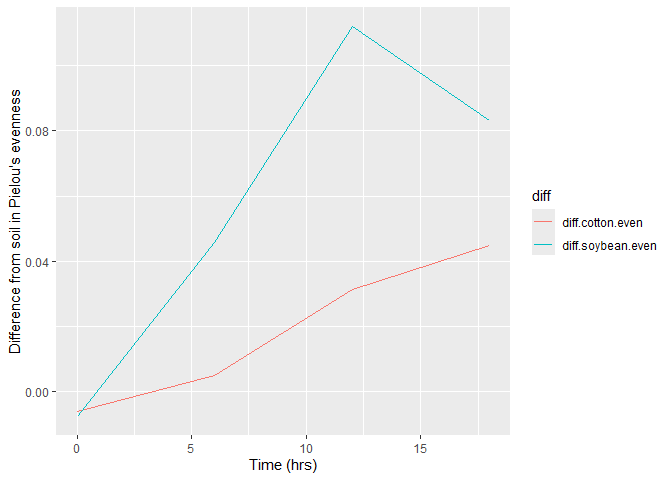 Difference from soil in Pielou's evenness
0.08
0.04
0.00
0
5
10
15
Time (hrs)
diff
diff.cotton.even
diff.soybean.even